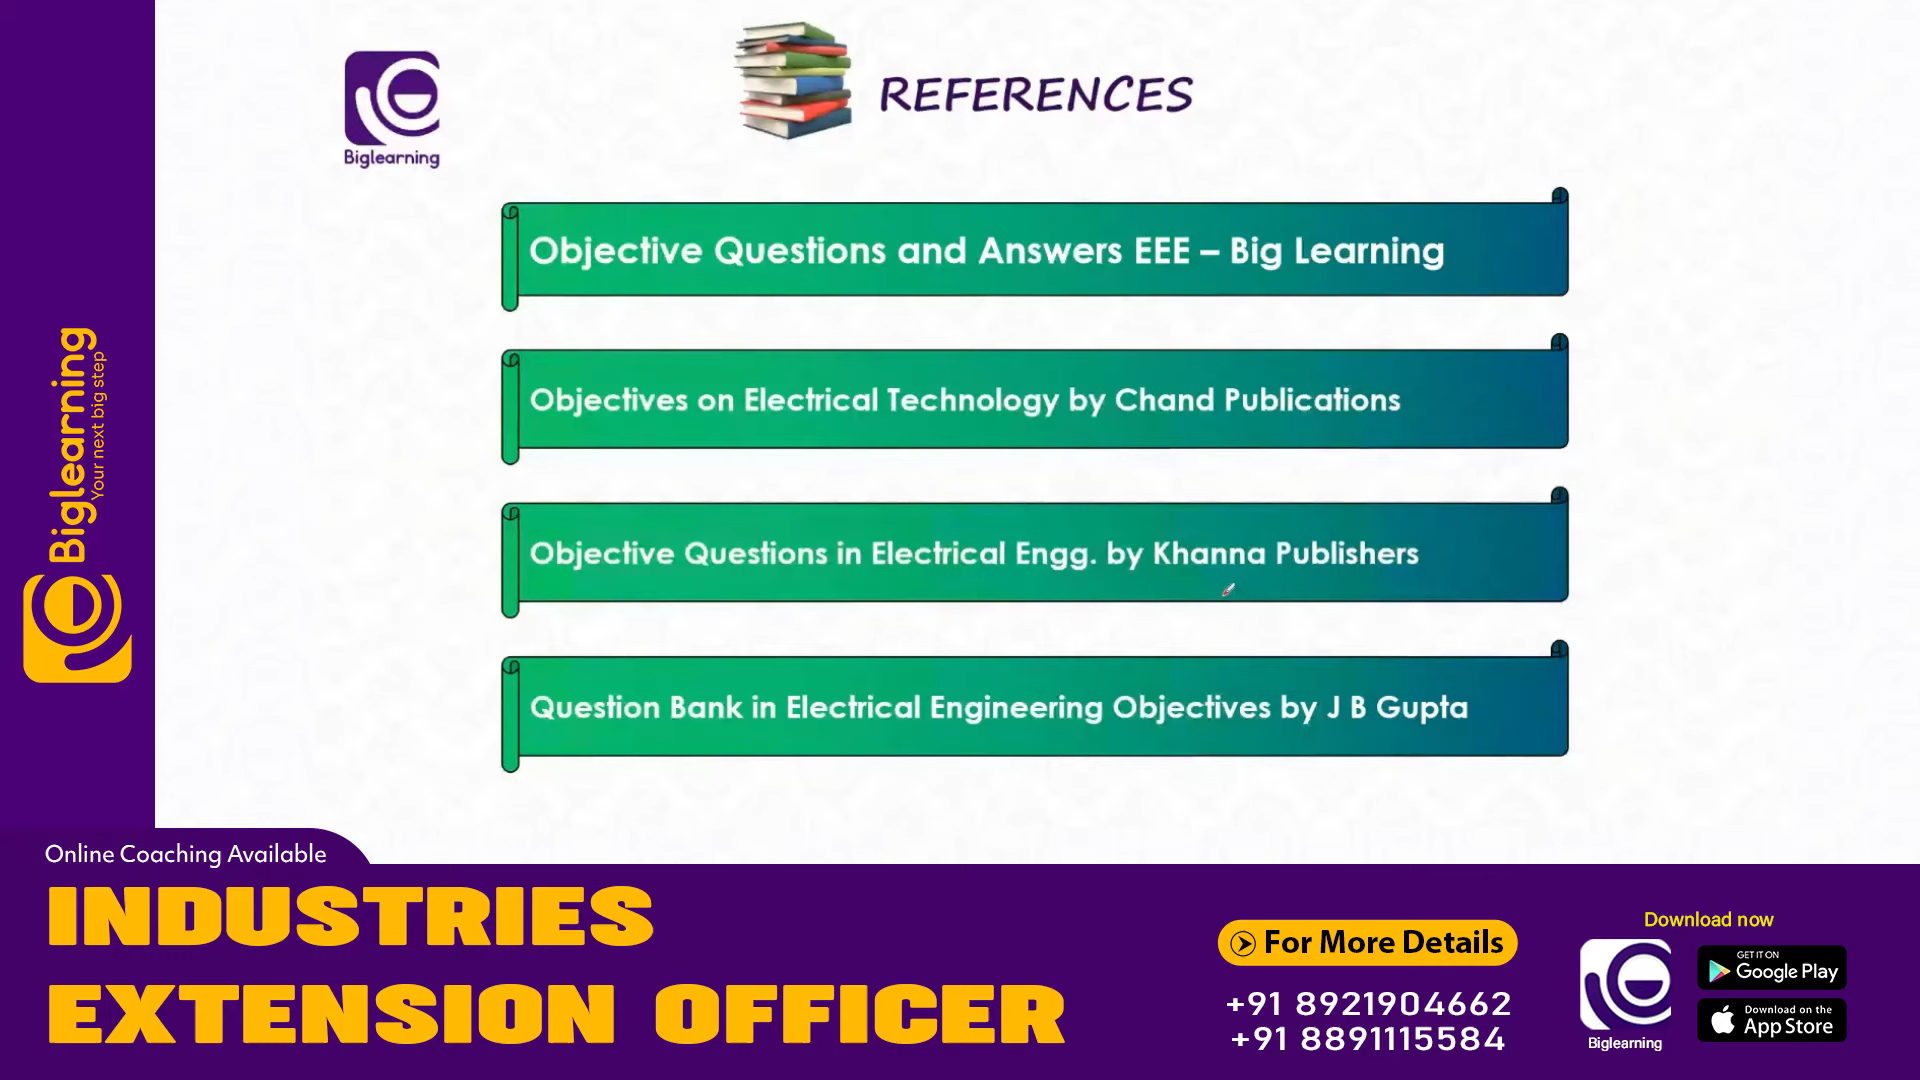 Biglearning
REFERENCES
Objective Questions and Answers EEE – Big Learning
Objectives on Electrical Technology by Chand Publications
Objective Questions in Electrical Engg. by Khanna Publishers
Question Bank in Electrical Engineering Objectives by J B Gupta
Biglearning
Your next big step
Online Coaching Available
INDUSTRIES
EXTENSION OFFICER
For More Details
+91 8921904662
+91 8891115584
Download now
Biglearning
GET IT ON
Google Play
Download on the
App Store